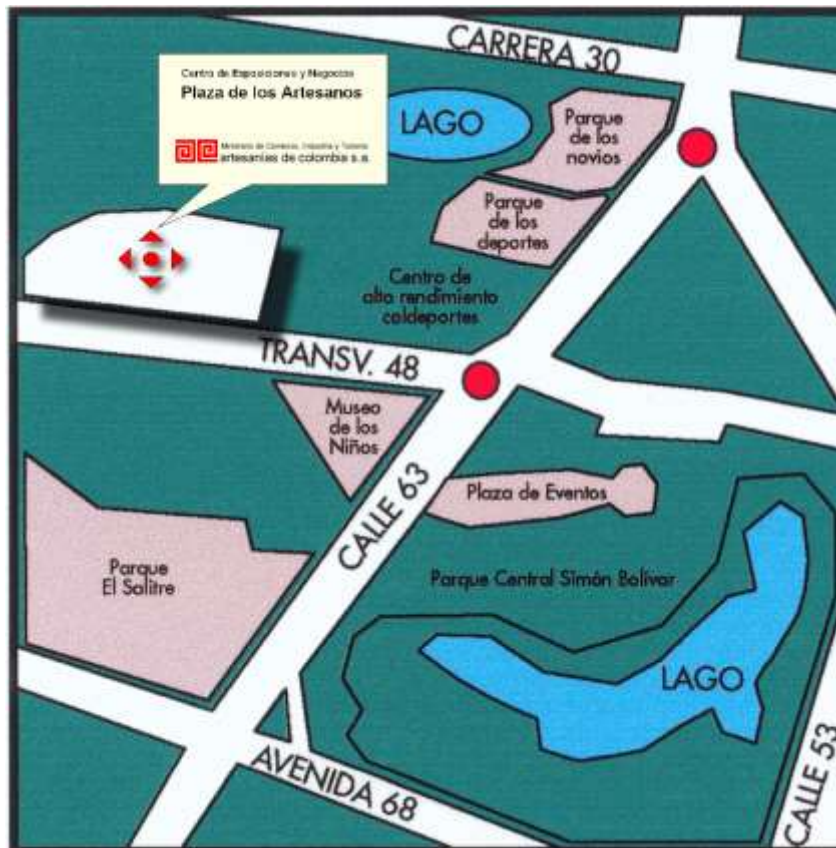 CARRERA 30
Centro de Exposiciones y Negocios
Plaza de los Artesanos
Ministerio de Comercio, Industria y Turismo
artesanías de colombia s.a.
LAGO
Parque
de los
novios
Parque
de los
deportes
Centro de
alto rendimiento
coldeportes
TRANSV. 48
Museo
de los
Niños
CALLE 63
Plaza de Eventos
Parque
El Salitre
Parque Central Simón Bolívar
LAGO
AVENIDA 68
CALLE 53